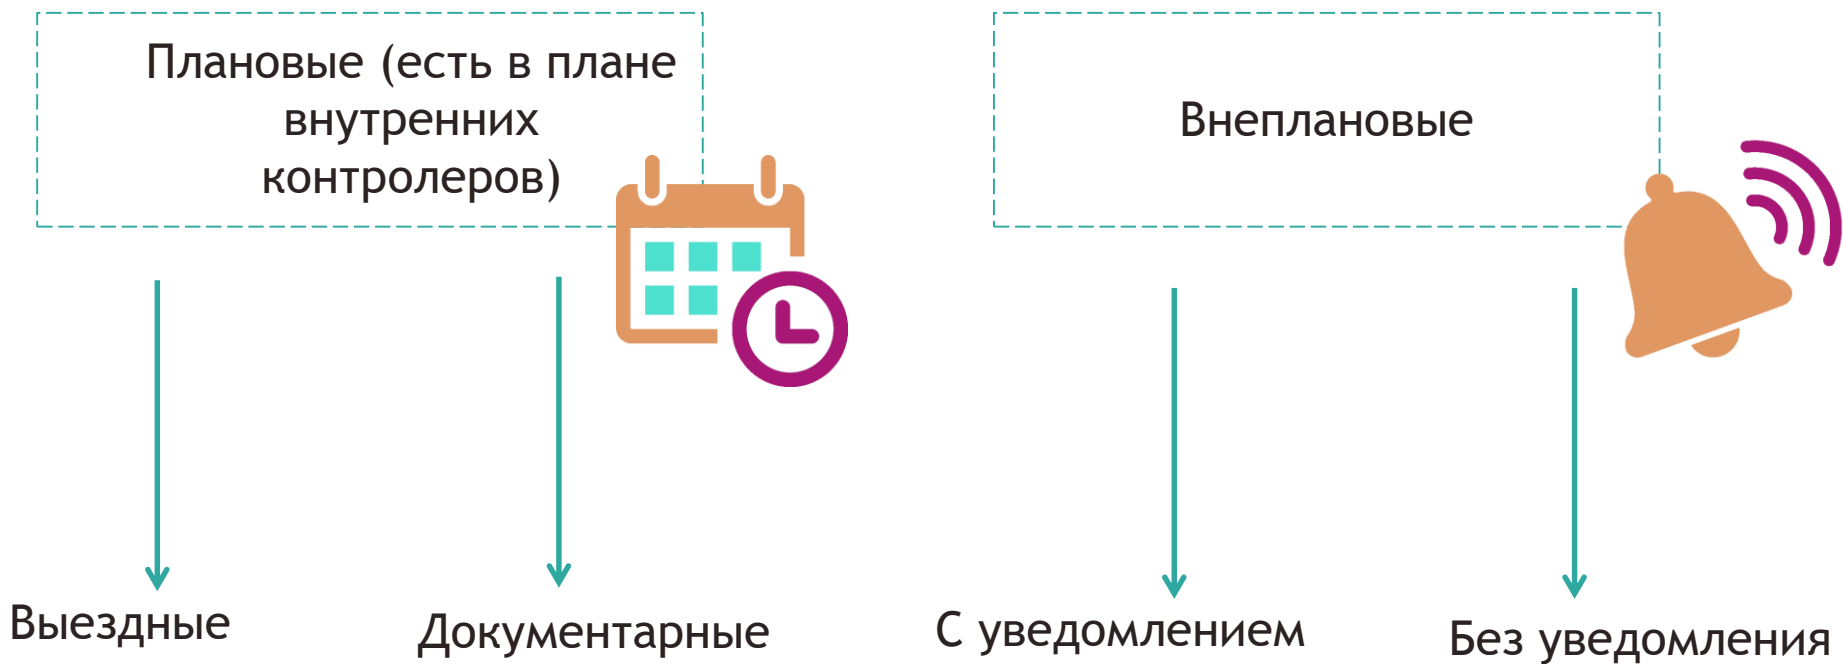 Плановые (есть в плане
внутренних
контролеров)
Внеплановые
Выездные
Документарные
С уведомлением
Без уведомления